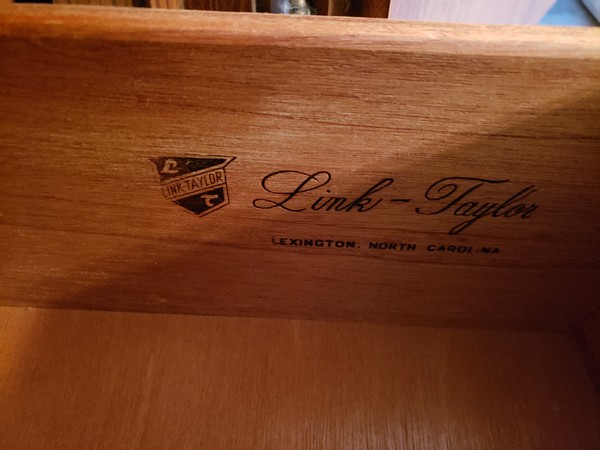 L
LINK-TAYLOR
T
Link-Taylor
LEXINGTON, NORTH CAROLINA